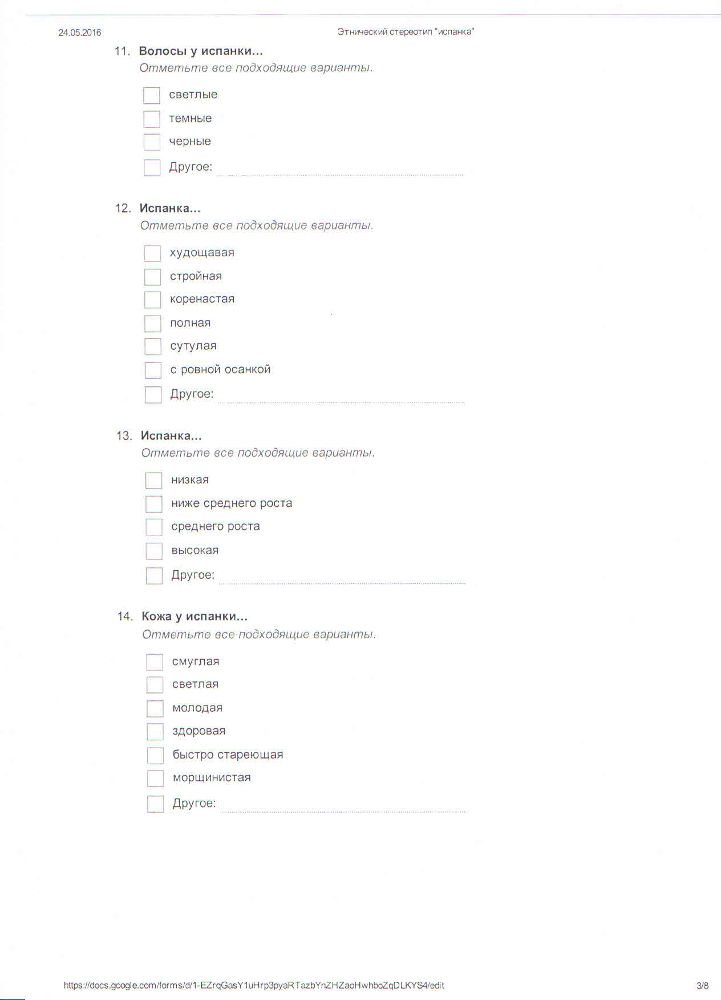 24.05.2016
Этнический стереотип "испанка"
11. Волосы у испанки...
Отметьте все подходящие варианты.
светлые
темные
черные
Другое:
12. Испанка...
Отметьте все подходящие варианты.
худощавая
стройная
коренастая
полная
сутулая
с ровной осанкой
Другое:
13. Испанка...
Отметьте все подходящие варианты.
низкая
ниже среднего роста
среднего роста
высокая
Другое:
14. Кожа у испанки...
Отметьте все подходящие варианты.
смуглая
светлая
молодая
здоровая
быстро стареющая
морщинистая
Другое:
https://docs.google.com/forms/d/1-EZrqGasY1uHrp3pyaRTazbYnZHZaoHwhboZqDLKYS4/edit
3/8